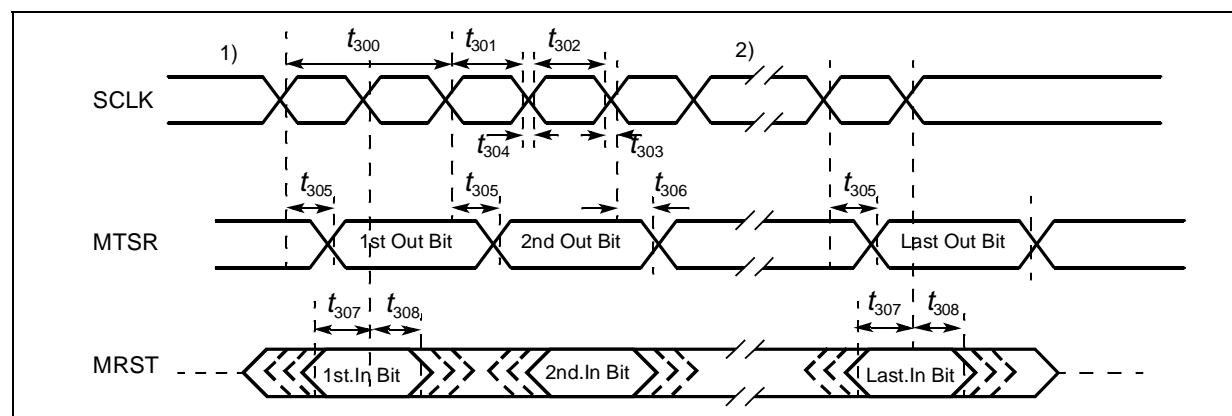 1) t300 t301 t302 2)
SCLK
t304 t303
t305 t305 t306 t305
MTSR 1st Out Bit 2nd Out Bit Last Out Bit
t307 t308 t307 t308
MRST 1st.In Bit 2nd.In Bit Last.In Bit